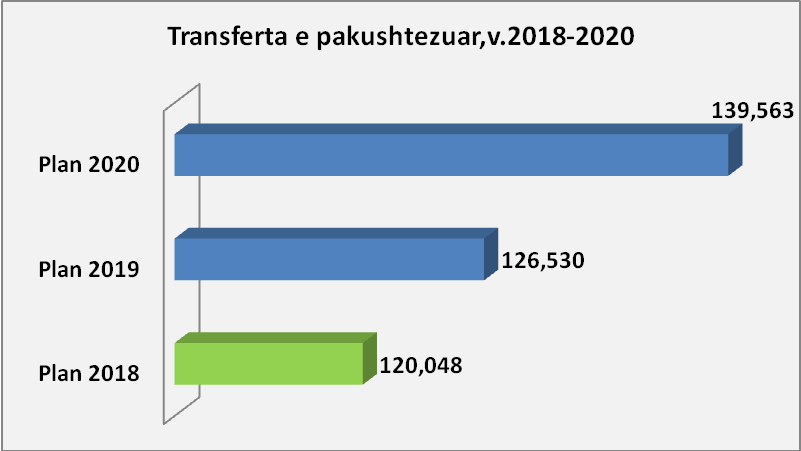 Transferta e pakushtezuar,v.2018-2020
139,563
Plan 2020
Plan 2019
126,530
Plan 2018
120,048